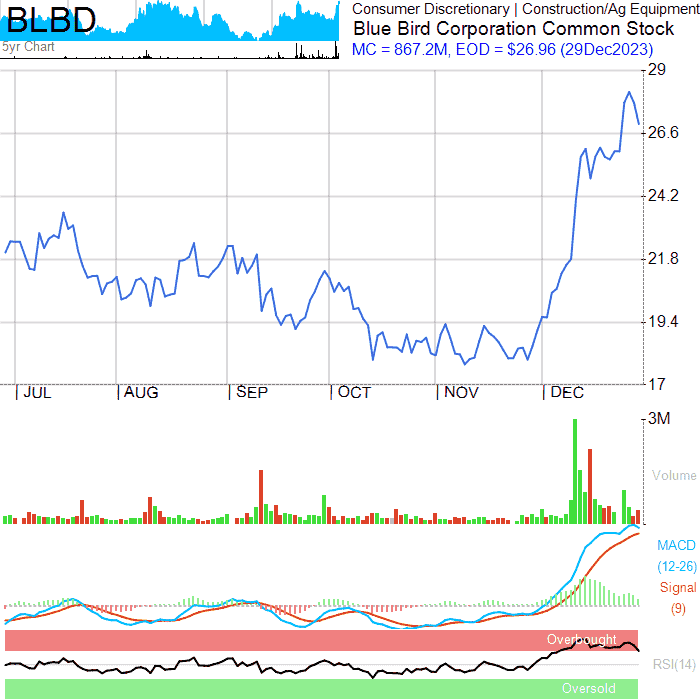 BLBD
5yr Chart
Consumer Discretionary | Construction/Ag Equipment
Blue Bird Corporation Common Stock
MC = 867.2M, EOD = $26.96 (29Dec2023)
29
26.6
24.2
21.8
19.4
17
JUL AUG SEP OCT NOV DEC
3M
Volume
MACD
(12-26)
Signal
(9)
Overbought
RSI(14)
Oversold